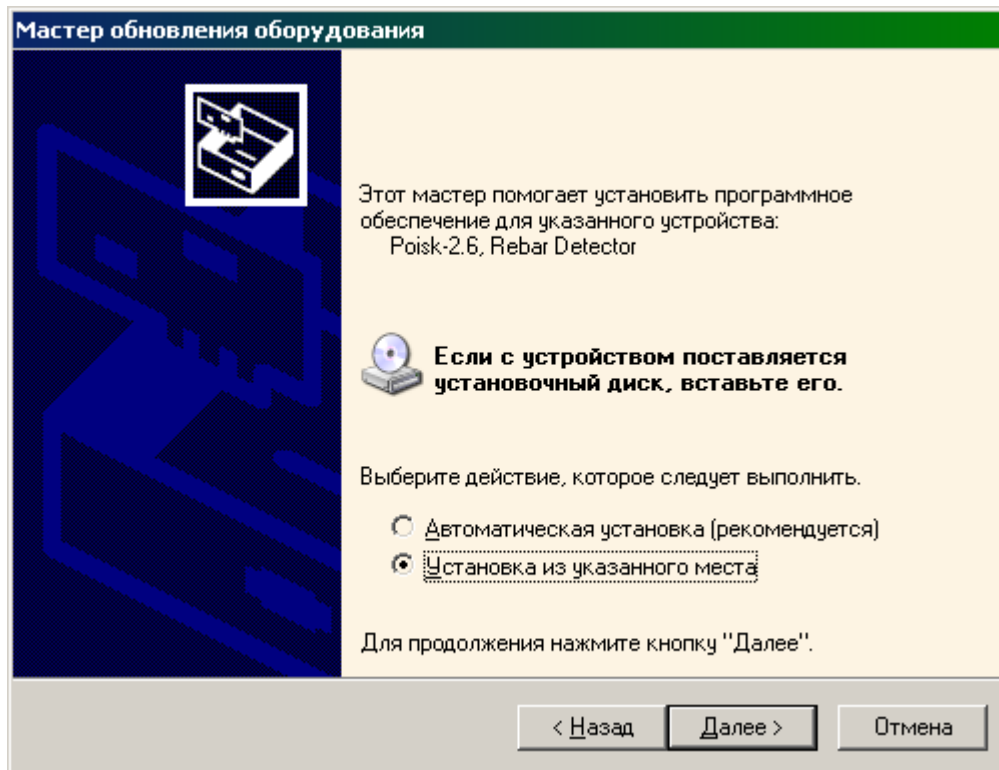 Мастер обновления оборудования
Этот мастер помогает установить программное
обеспечение для указанного устройства:
Poisk-2.6, Rebar Detector
Если с устройством поставляется
установочный диск, вставьте его.
Выберите действие, которое следует выполнить.
Автоматическая установка (рекомендуется)
Установка из указанного места
Для продолжения нажмите кнопку "Далее".
< Назад Далее > Отмена